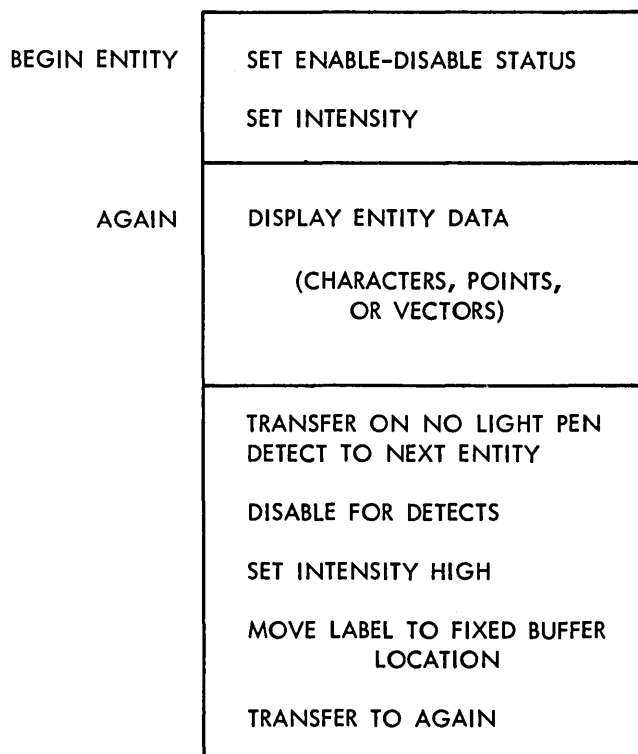 BEGIN ENTITY SET ENABLE-DISABLE STATUS
SET INTENSITY
AGAIN DISPLAY ENTITY DATA
(CHARACTERS, POINTS,
OR VECTORS)
TRANSFER ON NO LIGHT PEN
DETECT TO NEXT ENTITY
DISABLE FOR DETECTS
SET INTENSITY HIGH
MOVE LABEL TO FIXED BUFFER
LOCATION
TRANSFER TO AGAIN